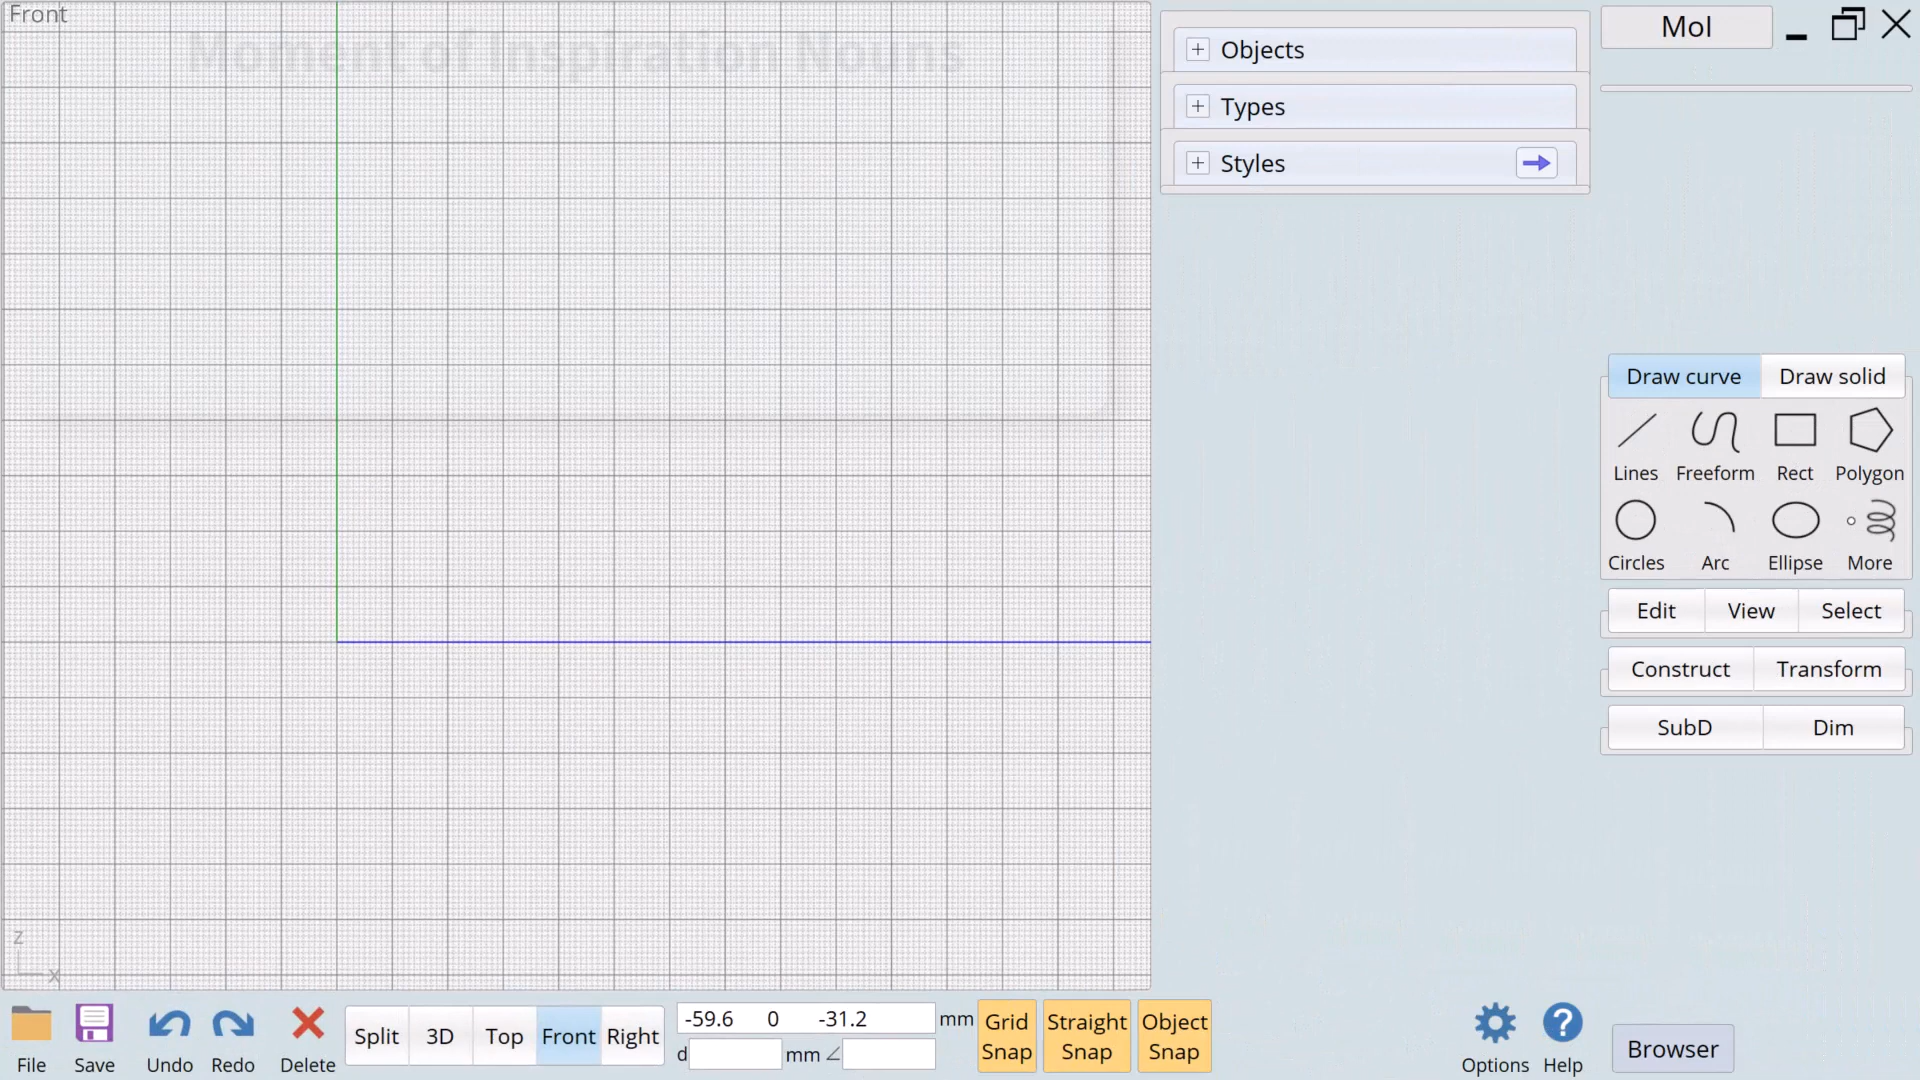 Front
Moment of Inspiration Nouns
Objects
Types
Styles
MoI
Draw curve
Draw solid
Lines
Freeform
Rect
Polygon
Circles
Arc
Ellipse
More
Edit
View
Select
Construct
Transform
SubD
Dim
z
x
File
Save
Undo
Redo
Delete
Split
3D
Top
Front
Right
-59.6 0 -31.2 mm
d mm
Grid Snap
Straight Snap
Object Snap
Options
Help
Browser